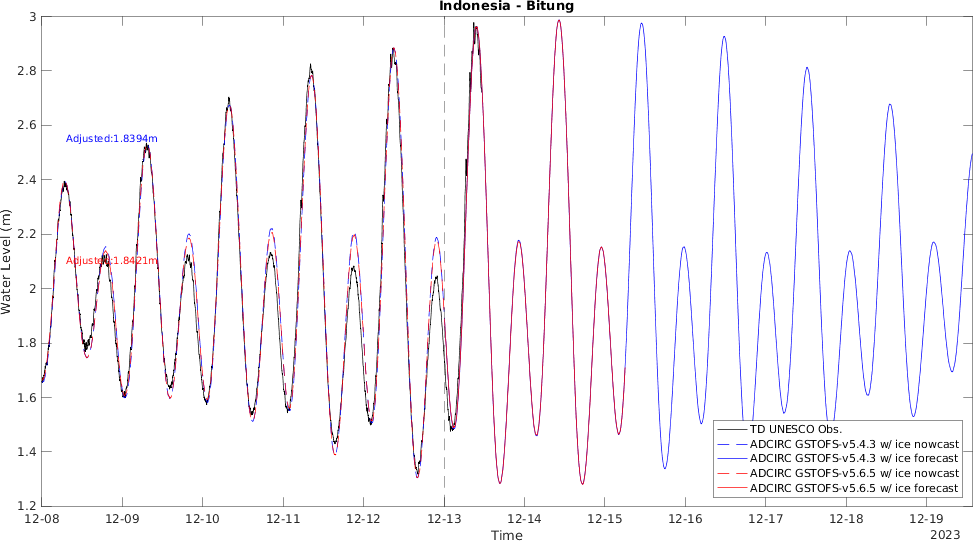 Indonesia - Bitung
Water Level (m)
3
2.8
2.6
2.4
2.2
2
1.8
1.6
1.4
1.2
Adjusted:1.8394m
Adjusted:1.8421m
TD UNESCO Obs.
ADCIRC GSTOFS-v5.4.3 w/ ice nowcast
ADCIRC GSTOFS-v5.4.3 w/ ice forecast
ADCIRC GSTOFS-v5.6.5 w/ ice nowcast
ADCIRC GSTOFS-v5.6.5 w/ ice forecast
12-08 12-09 12-10 12-11 12-12 12-13 12-14 12-15 12-16 12-17 12-18 12-19
2023
Time